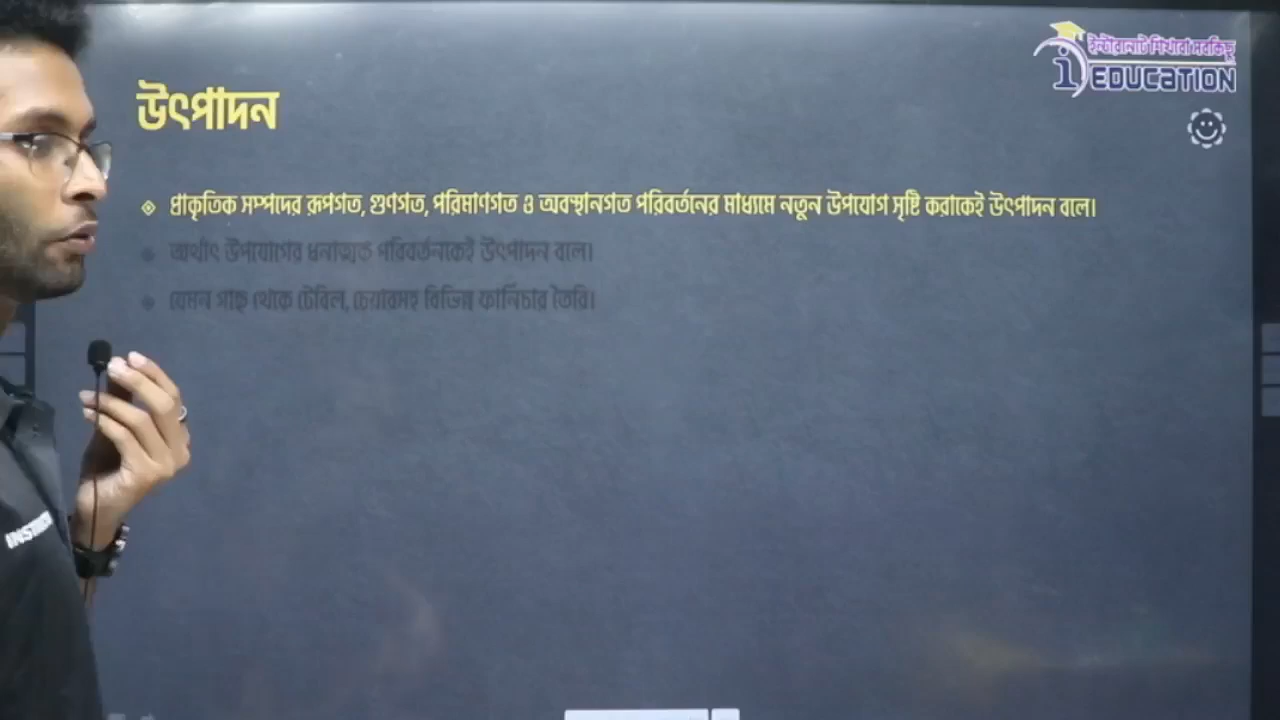 ইন্টারনেট শিখাবো সবকিছু
i EDUCATION
উৎপাদন
প্রাকৃতিক সম্পদের রূপগত, গুণগত, পরিমাণগত ও অবস্থানগত পরিবর্তনের মাধ্যমে নতুন উপযোগ সৃষ্টি করাকেই উৎপাদন বলে।
অর্থাৎ উপযোগের ধনাত্মক পরিবর্তনকেই উৎপাদন বলে।
যেমন গাছ থেকে টেবিল, চেয়ারসহ বিভিন্ন ফার্নিচার তৈরি।